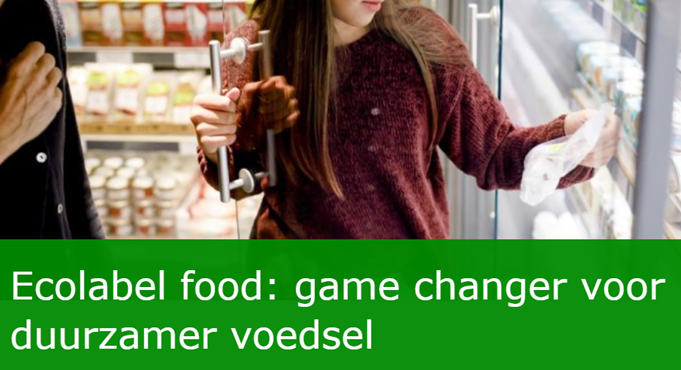 Ecolabel food: game changer voor
duurzamer voedsel